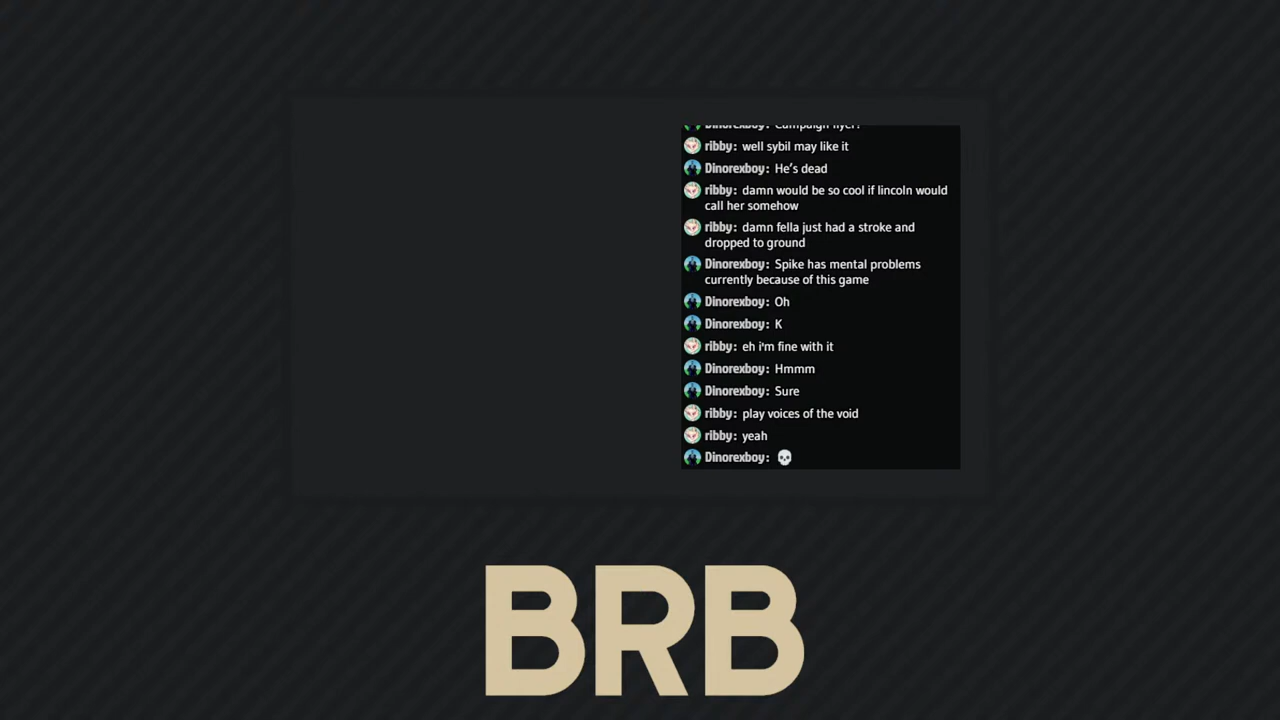 Dinorexboy: Campaign flyer?
ribby: well sybil may like it
Dinorexboy: He’s dead
ribby: damn would be so cool if lincoln would
call her somehow
ribby: damn fella just had a stroke and
dropped to ground
Dinorexboy: Spike has mental problems
currently because of this game
Dinorexboy: Oh
Dinorexboy: K
ribby: eh i'm fine with it
Dinorexboy: Hmmm
Dinorexboy: Sure
ribby: play voices of the void
ribby: yeah
Dinorexboy: 💀
BRB